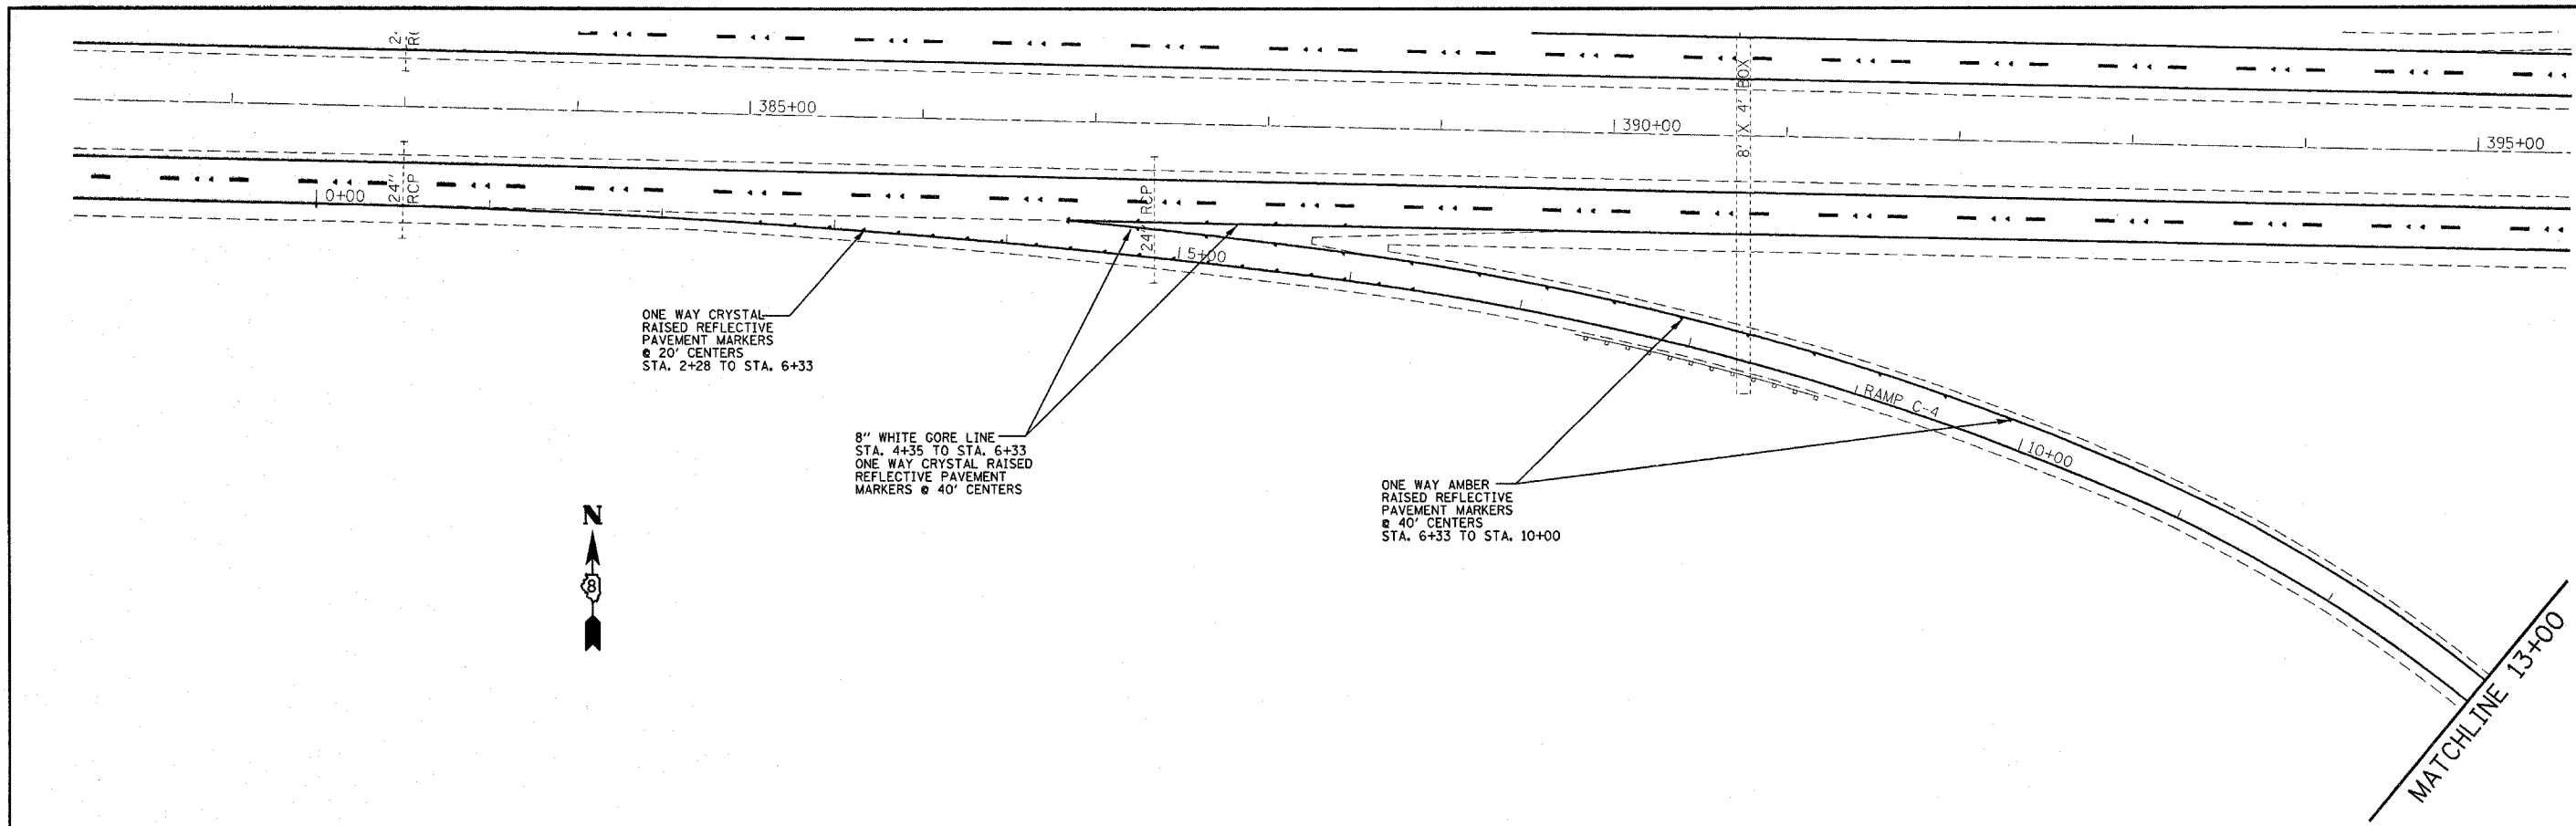 385+00
390+00
395+00
8' X 4' BOX
0+00
24"
RCP
24" RCP
5+00
ONE WAY CRYSTAL
RAISED REFLECTIVE
PAVEMENT MARKERS
@ 20' CENTERS
STA. 2+28 TO STA. 6+33
8" WHITE GORE LINE
STA. 4+35 TO STA. 6+33
ONE WAY CRYSTAL RAISED
REFLECTIVE PAVEMENT
MARKERS @ 40' CENTERS
ONE WAY AMBER
RAISED REFLECTIVE
PAVEMENT MARKERS
@ 40' CENTERS
STA. 6+33 TO STA. 10+00
RAMP C-4
10+00
N
8
MATCHLINE 13+00